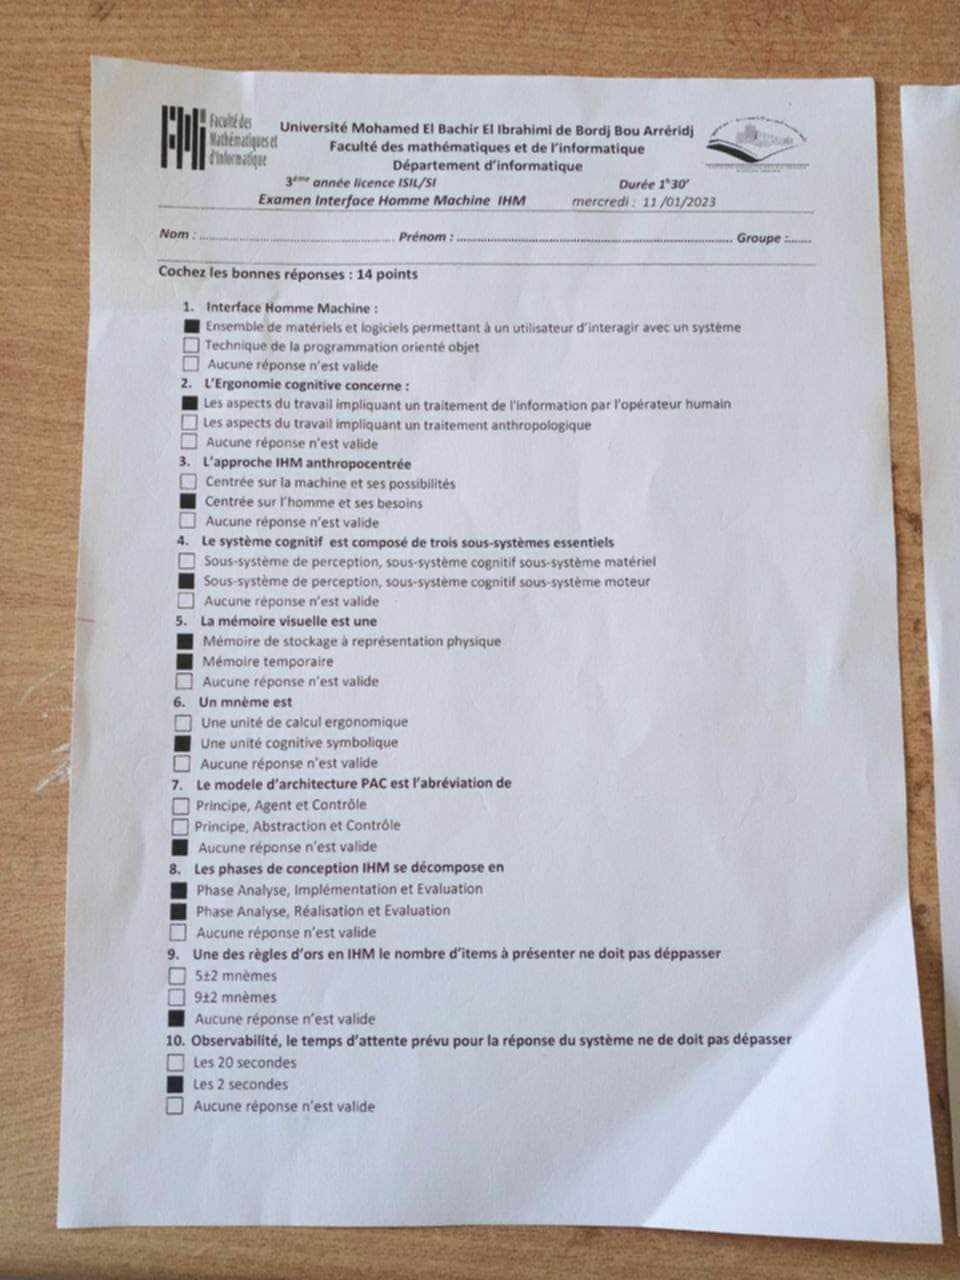 Faculté des
Mathématiques et
d'Informatique
Université Mohamed El Bachir El Ibrahimi de Bordj Bou Arréridj
Faculté des mathématiques et de l'informatique
Département d'informatique
3ème année licence ISIL/SI Durée 1h30'
Examen Interface Homme Machine IHM mercredi : 11 /01/2023
Nom : ........ Prénom : ........ Groupe :......
Cochez les bonnes réponses : 14 points
1. Interface Homme Machine :
■ Ensemble de matériels et logiciels permettant à un utilisateur d'interagir avec un système
□ Technique de la programmation orienté objet
□ Aucune réponse n'est valide
2. L'Ergonomie cognitive concerne :
■ Les aspects du travail impliquant un traitement de l'information par l'opérateur humain
□ Les aspects du travail impliquant un traitement anthropologique
□ Aucune réponse n'est valide
3. L'approche IHM anthropocentrée
□ Centrée sur la machine et ses possibilités
■ Centrée sur l'homme et ses besoins
□ Aucune réponse n'est valide
4. Le système cognitif est composé de trois sous-systèmes essentiels
□ Sous-système de perception, sous-système cognitif sous-système matériel
■ Sous-système de perception, sous-système cognitif sous-système moteur
□ Aucune réponse n'est valide
5. La mémoire visuelle est une
■ Mémoire de stockage à représentation physique
■ Mémoire temporaire
□ Aucune réponse n'est valide
6. Un mnème est
□ Une unité de calcul ergonomique
■ Une unité cognitive symbolique
□ Aucune réponse n'est valide
7. Le modele d'architecture PAC est l'abréviation de
□ Principe, Agent et Contrôle
□ Principe, Abstraction et Contrôle
■ Aucune réponse n'est valide
8. Les phases de conception IHM se décompose en
■ Phase Analyse, Implémentation et Evaluation
■ Phase Analyse, Réalisation et Evaluation
□ Aucune réponse n'est valide
9. Une des règles d'ors en IHM le nombre d'items à présenter ne doit pas déppasser
□ 5±2 mnèmes
□ 9±2 mnèmes
■ Aucune réponse n'est valide
10. Observabilité, le temps d'attente prévu pour la réponse du système ne de doit pas dépasser
□ Les 20 secondes
■ Les 2 secondes
□ Aucune réponse n'est valide